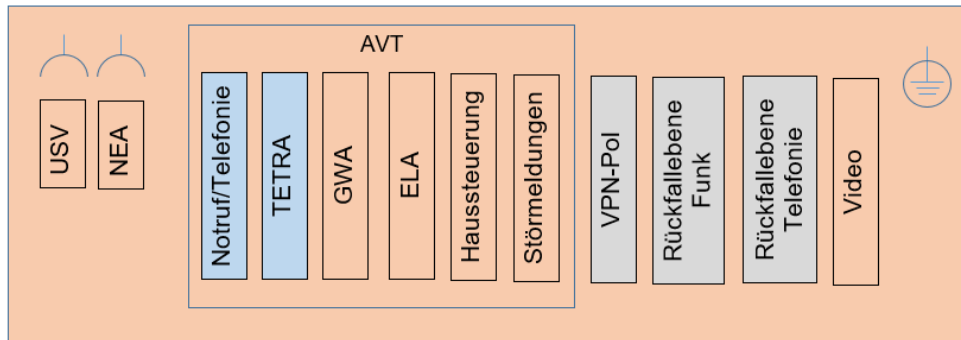 AVT
USV
NEA
Notruf/Telefonie
TETRA
GWA
ELA
Haussteuerung
Störmeldungen
VPN-Pol
Rückfallebene
Funk
Rückfallebene
Telefonie
Video